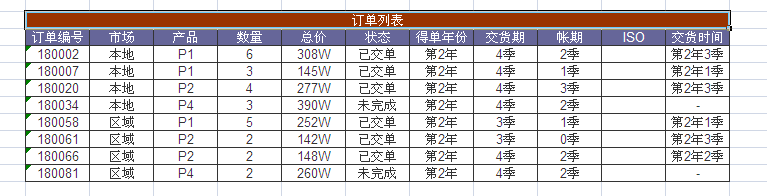 订单列表
订单编号 市场 产品 数量 总价 状态 得单年份 交货期 帐期 ISO 交货时间
180002 本地 P1 6 308W 已交单 第2年 4季 2季 第2年3季
180007 本地 P1 3 145W 已交单 第2年 4季 1季 第2年1季
180020 本地 P2 4 277W 已交单 第2年 4季 3季 第2年3季
180034 本地 P4 3 390W 未完成 第2年 4季 2季 -
180058 区域 P1 5 252W 已交单 第2年 3季 1季 第2年1季
180061 区域 P2 2 142W 已交单 第2年 3季 0季 第2年3季
180066 区域 P2 2 148W 已交单 第2年 4季 2季 第2年2季
180081 区域 P4 2 260W 未完成 第2年 4季 2季 -